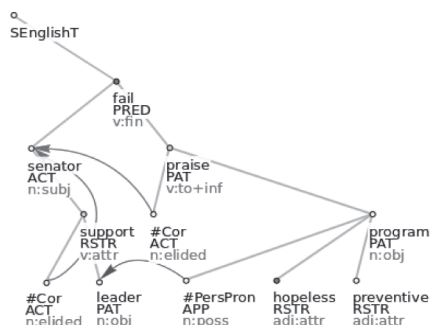 SEnglishT
fail
PRED
v:fin
senator
ACT
n:subj
praise
PAT
v:to+inf
support
RSTR
v:attr
#Cor
ACT
n:elided
program
PAT
n:obj
#Cor
ACT
n:elided
leader
PAT
n:obj
#PersPron
APP
n:poss
hopeless
RSTR
adj:attr
preventive
RSTR
adj:attr